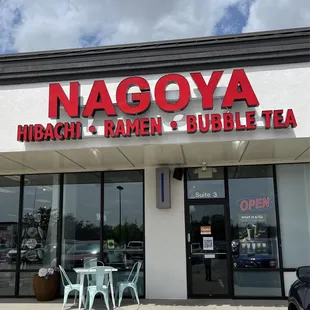 NAGOYA
HIBACHI • RAMEN • BUBBLE TEA
Suite 3
OPEN